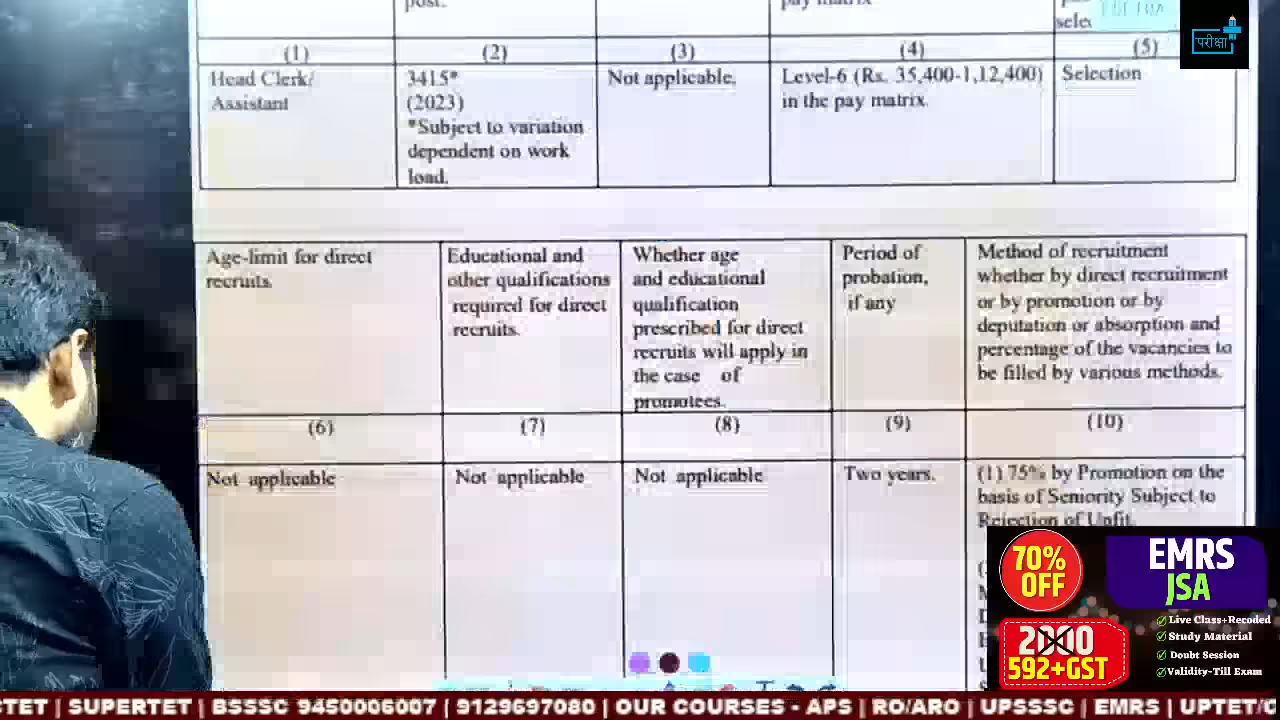 post.
pay matrix
selec
परीक्षा
(1) (2) (3) (4) (5)
Head Clerk/
Assistant
3415*
(2023)
*Subject to variation
dependent on work
load.
Not applicable.
Level-6 (Rs. 35,400-1,12,400)
in the pay matrix
Selection
Age-limit for direct
recruits.
Educational and
other qualifications
required for direct
recruits.
Whether age
and educational
qualification
prescribed for direct
recruits will apply in
the case of
promotees.
Period of
probation,
if any
Method of recruitment
whether by direct recruitment
or by promotion or by
deputation or absorption and
percentage of the vacancies to
be filled by various methods.
(6) (7) (8) (9) (10)
Not applicable
Not applicable
Not applicable
Two years.
(1) 75% by Promotion on the
basis of Seniority Subject to
Rejection of Unfit.
70%
OFF
EMRS
JSA
2000
592+GST
Live Class+Recoded
Study Material
Doubt Session
Validity-Till Exam
CTET | SUPERTET | BSSSC 9450006007 | 9129697080 | OUR COURSES - APS | RO/ARO | UPSSSC | EMRS | UPTET/C